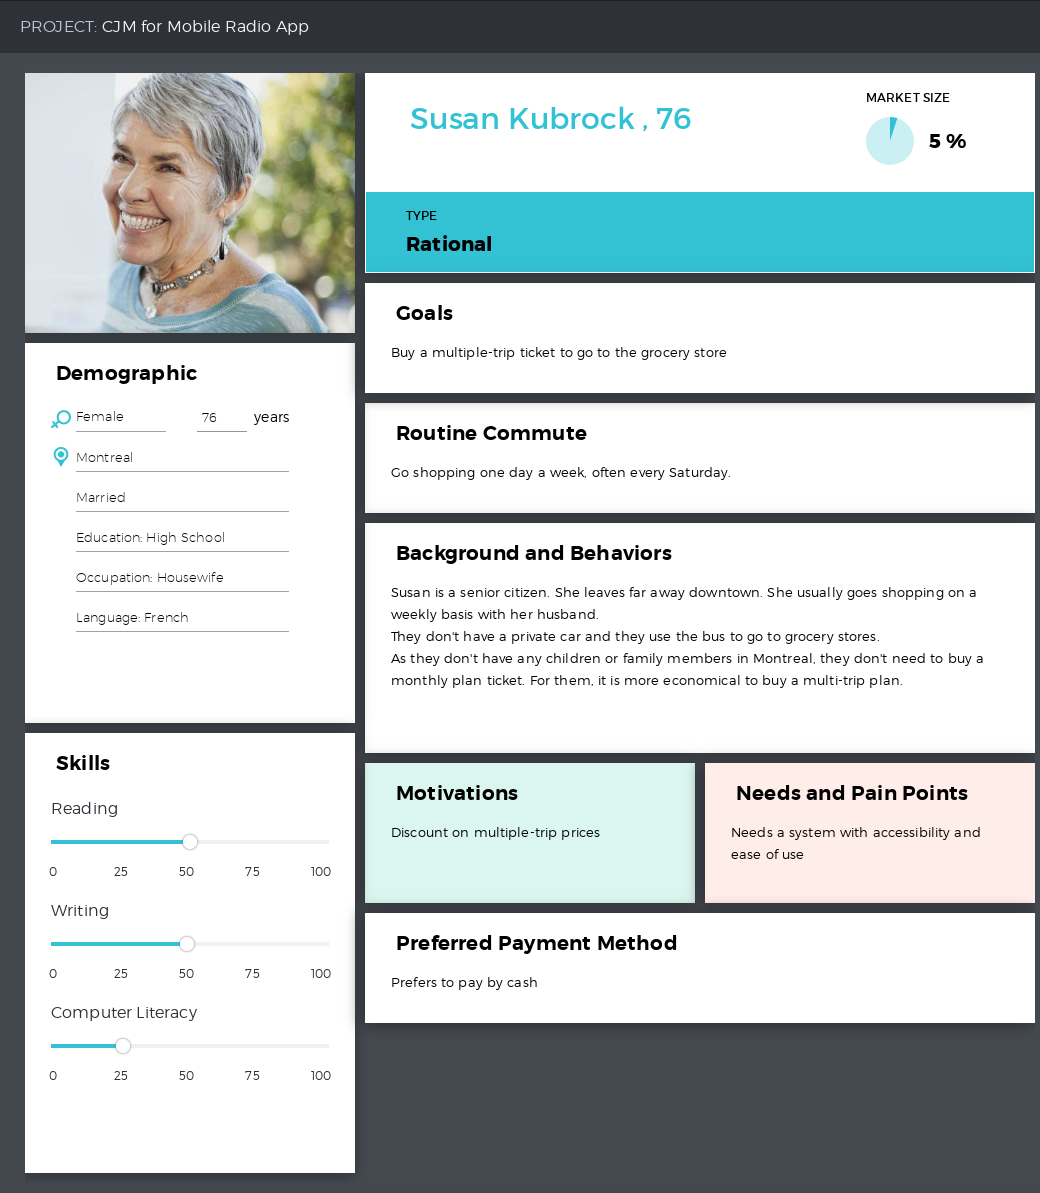 PROJECT: CJM for Mobile Radio App
Susan Kubrock , 76
MARKET SIZE
5 %
TYPE
Rational
Demographic
Female 76 years
Montreal
Married
Education: High School
Occupation: Housewife
Language: French
Skills
Reading
0 25 50 75 100
Writing
0 25 50 75 100
Computer Literacy
0 25 50 75 100
Goals
Buy a multiple-trip ticket to go to the grocery store
Routine Commute
Go shopping one day a week, often every Saturday.
Background and Behaviors
Susan is a senior citizen. She leaves far away downtown. She usually goes shopping on a
weekly basis with her husband.
They don't have a private car and they use the bus to go to grocery stores.
As they don't have any children or family members in Montreal, they don't need to buy a
monthly plan ticket. For them, it is more economical to buy a multi-trip plan.
Motivations
Discount on multiple-trip prices
Needs and Pain Points
Needs a system with accessibility and
ease of use
Preferred Payment Method
Prefers to pay by cash